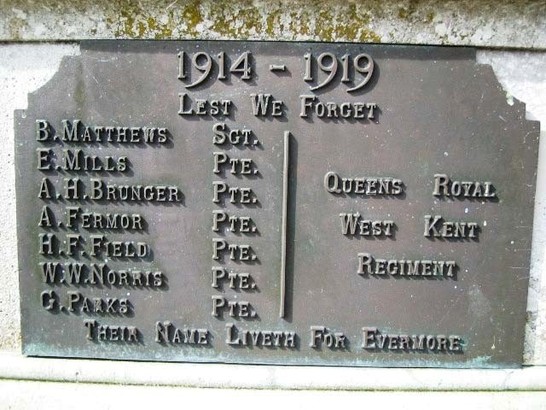 1914 - 1919
LEST WE FORGET
B. MATTHEWS SGT.
E. MILLS PTE.
A. H. BRUNGER PTE.
A. FERMOR PTE.
H. F. FIELD PTE.
W. W. NORRIS PTE.
G. PARKS PTE.
QUEENS ROYAL
WEST KENT
REGIMENT
THEIR NAME LIVETH FOR EVERMORE